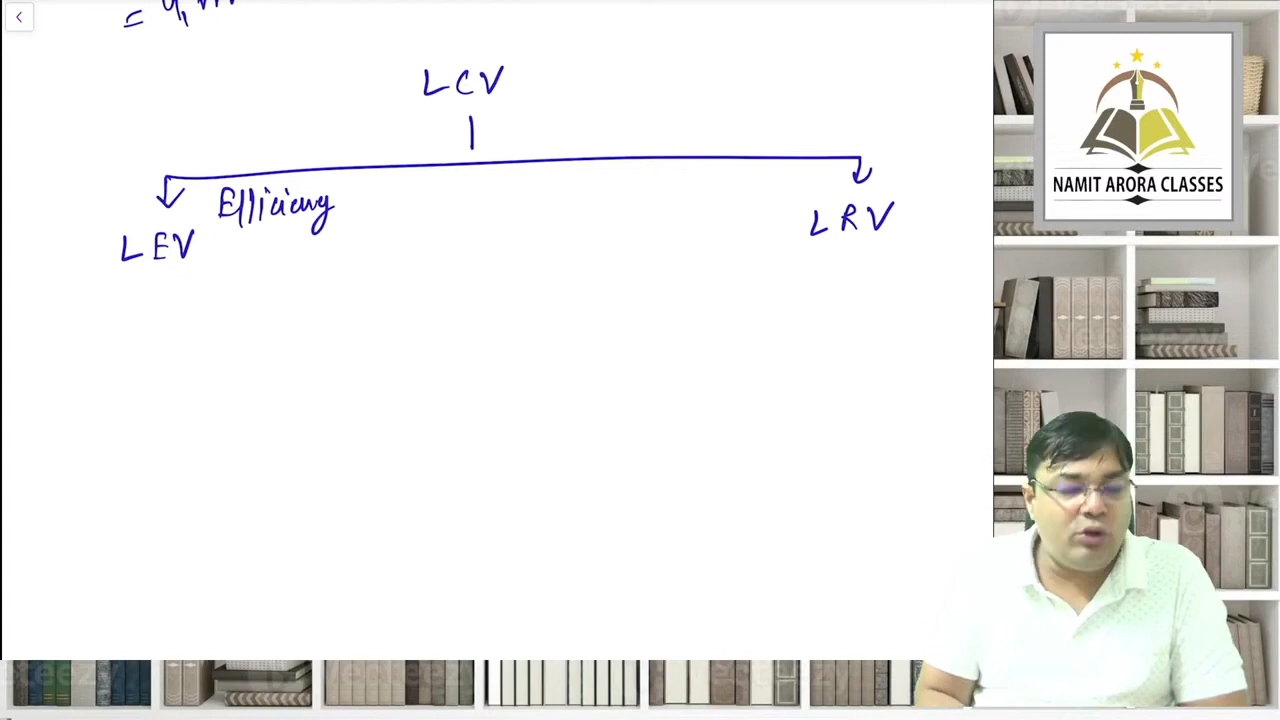 =
LCV
Efficiency
LEV
LRV
NAMIT ARORA CLASSES